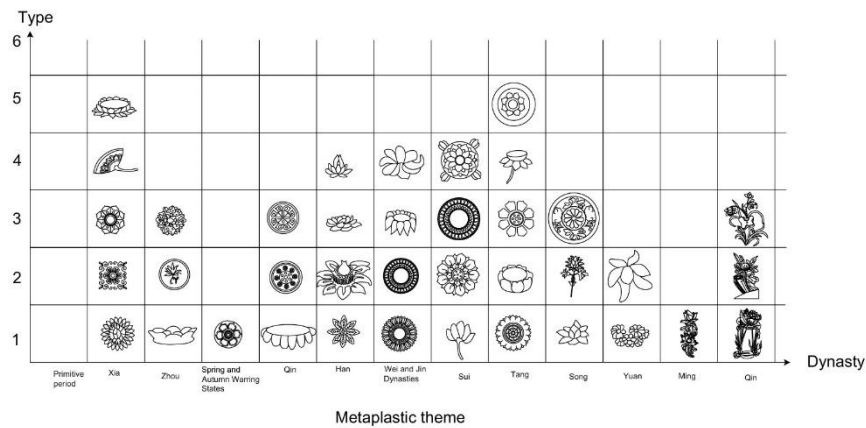 Type
6
5
4
3
2
1
Primitive
period
Xia
Zhou
Spring and
Autumn Warring
States
Qin
Han
Wei and Jin
Dynasties
Sui
Tang
Song
Yuan
Ming
Qin
Dynasty
Metaplastic theme